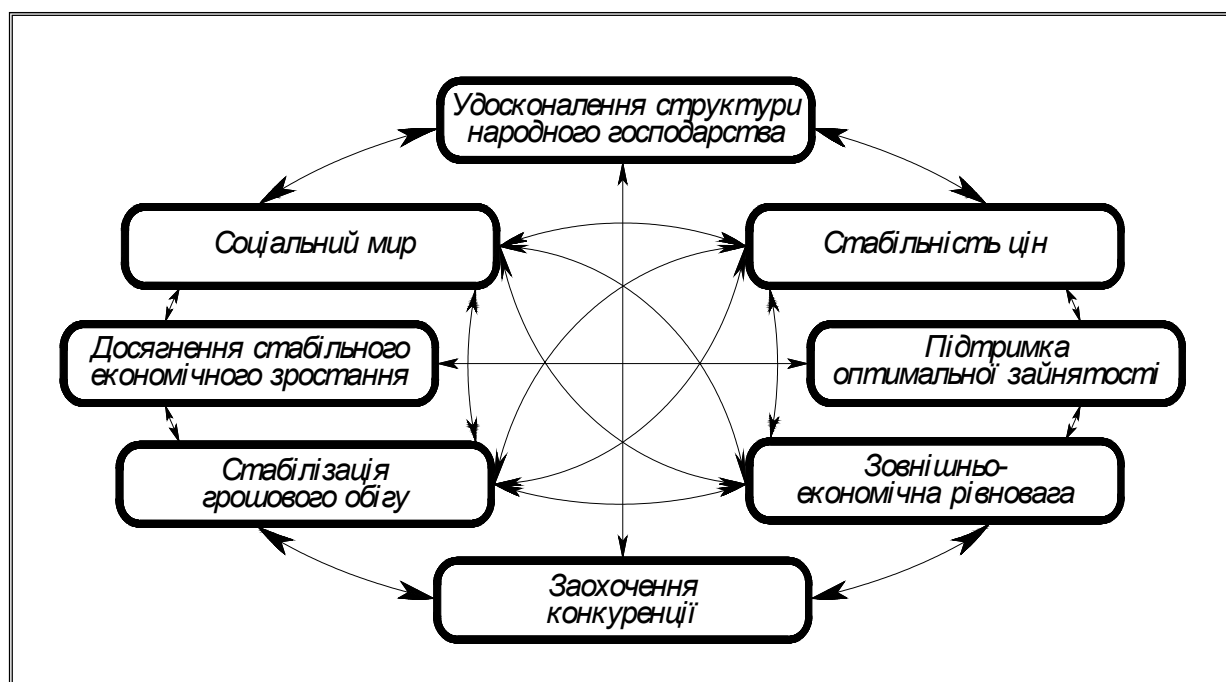 Удосконалення структури
народного господарства
Соціальний мир
Стабільність цін
Досягнення стабільного
економічного зростання
Підтримка
оптимальної зайнятості
Стабілізація
грошового обігу
Зовнішньо-
економічна рівновага
Заохочення
конкуренції